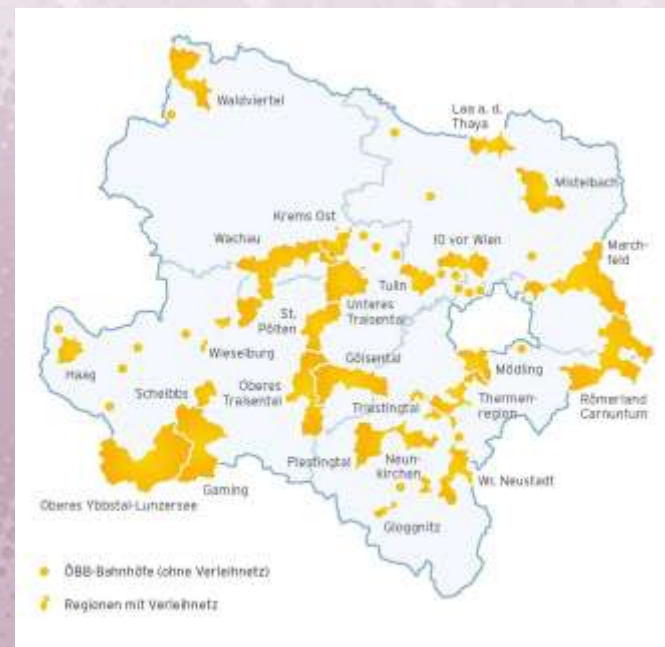 Waldviertel
Laa a. d.
Thaya
Mistelbach
Krems Ost
Wachau
10 vor Wien
March-
feld
Tulln
Unteres
Traisental
St.
Pölten
Wieselburg
Gölsental
Haag
Mödling
Scheibbs
Oberes
Traisental
Thermen-
region
Triestingtal
Römerland
Carnuntum
Piestingtal
Neun-
kirchen
Wr. Neustadt
Gaming
Oberes Ybbstal-Lunzersee
Gloggnitz
ÖBB-Bahnhöfe (ohne Verleihnetz)
Regionen mit Verleihnetz